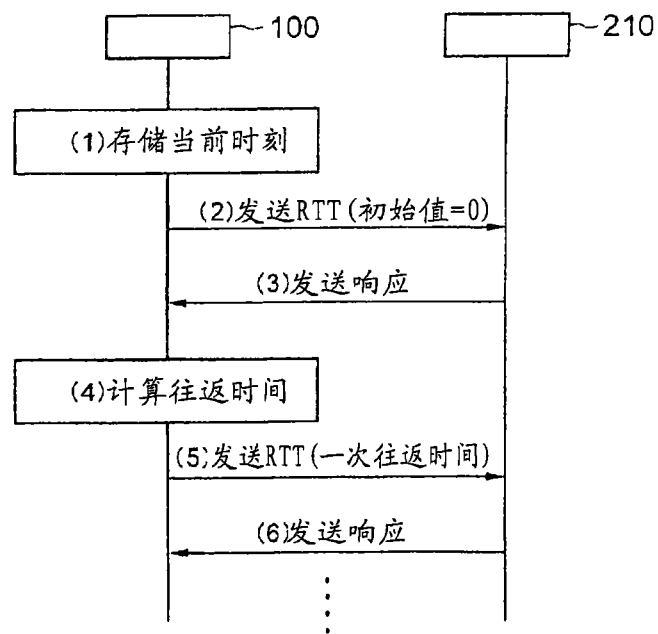 100
210
(1)存储当前时刻
(2)发送RTT(初始值=0)
(3)发送响应
(4)计算往返时间
(5)发送RTT(一次往返时间)
(6)发送响应